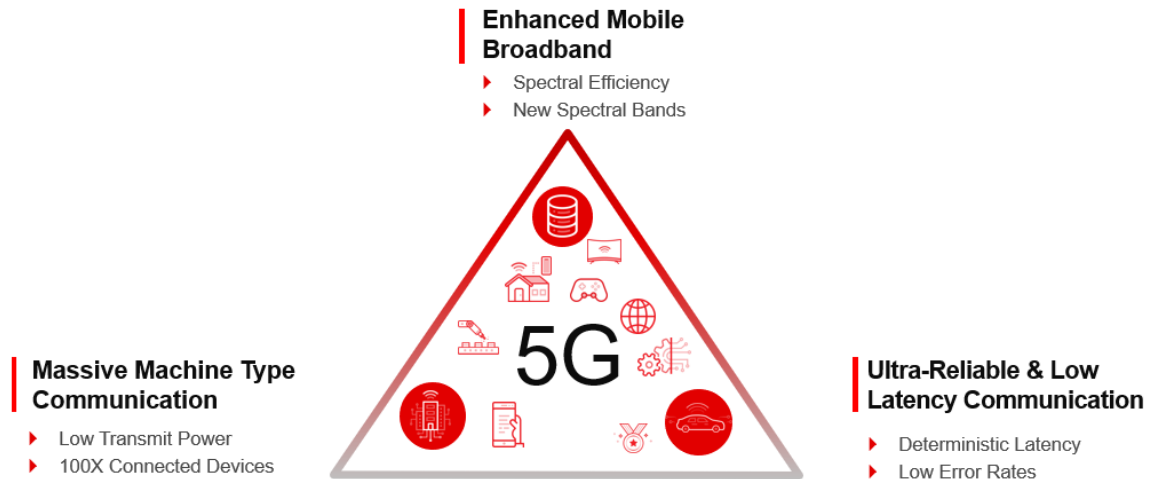 Enhanced Mobile
Broadband
Spectral Efficiency
New Spectral Bands
5G
Massive Machine Type
Communication
Low Transmit Power
100X Connected Devices
Ultra-Reliable & Low
Latency Communication
Deterministic Latency
Low Error Rates